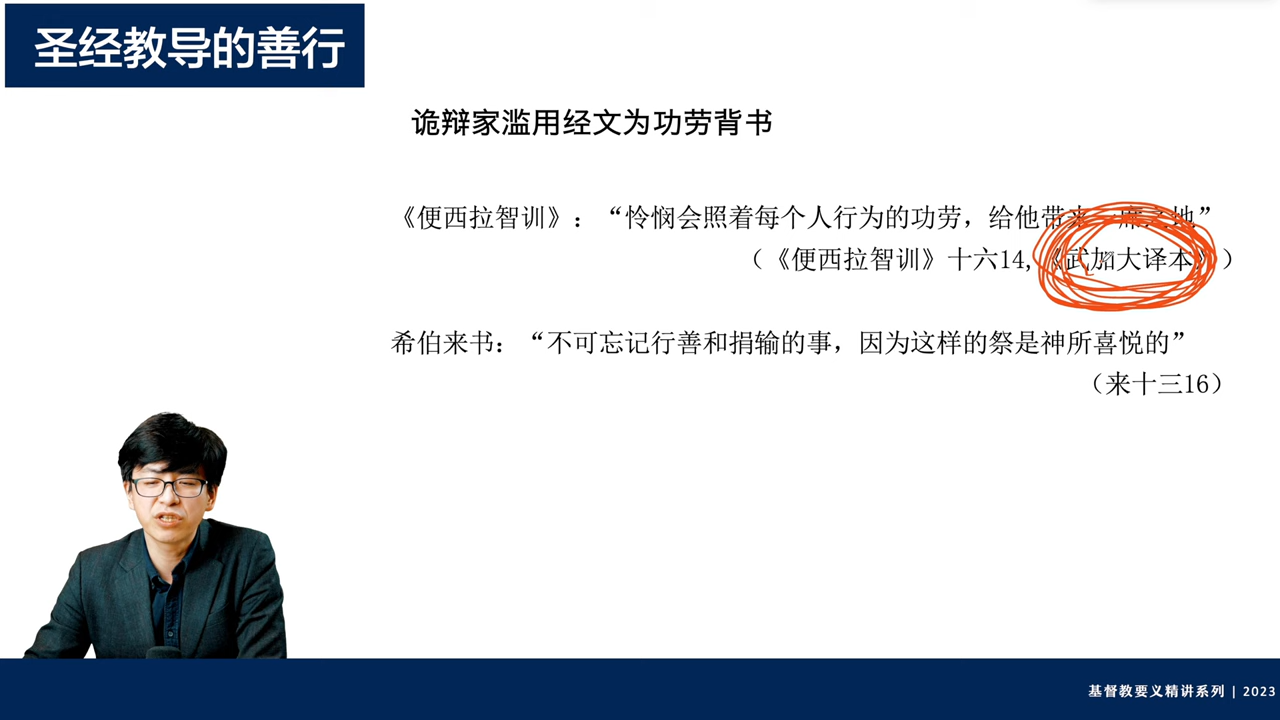 圣经教导的善行
诡辩家滥用经文为功劳背书
《便西拉智训》：“怜悯会照着每个人行为的功劳，给他带来一席之地”
（《便西拉智训》十六14,《武加大译本》）
希伯来书：“不可忘记行善和捐输的事，因为这样的祭是神所喜悦的”
（来十三16）
基督教要义精讲系列 | 2023